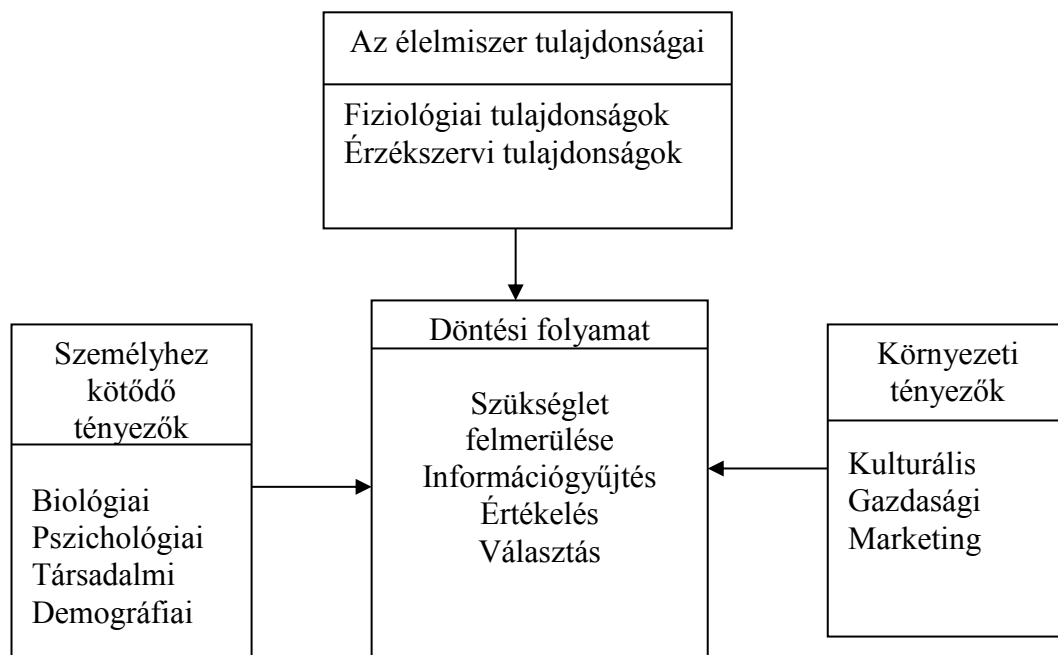 Az élelmiszer tulajdonságai
Fiziológiai tulajdonságok
Érzékszervi tulajdonságok
Személyhez
kötődő
tényezők
Biológiai
Pszichológiai
Társadalmi
Demográfiai
Döntési folyamat
Szükséglet
felmerülése
Információgyűjtés
Értékelés
Választás
Környezeti
tényezők
Kulturális
Gazdasági
Marketing